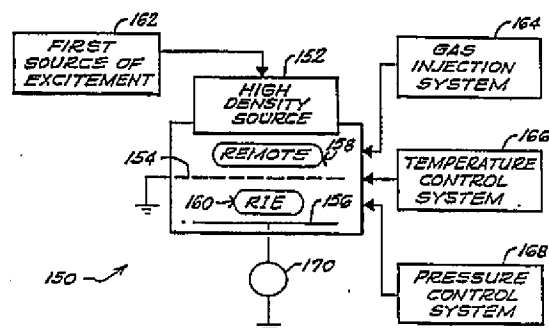 162
FIRST
SOURCE OF
EXCITEMENT
152
HIGH
DENSITY
SOURCE
164
GAS
INJECTION
SYSTEM
154
REMOTE
158
166
TEMPERATURE
CONTROL
SYSTEM
160
RIE
156
150
170
168
PRESSURE
CONTROL
SYSTEM